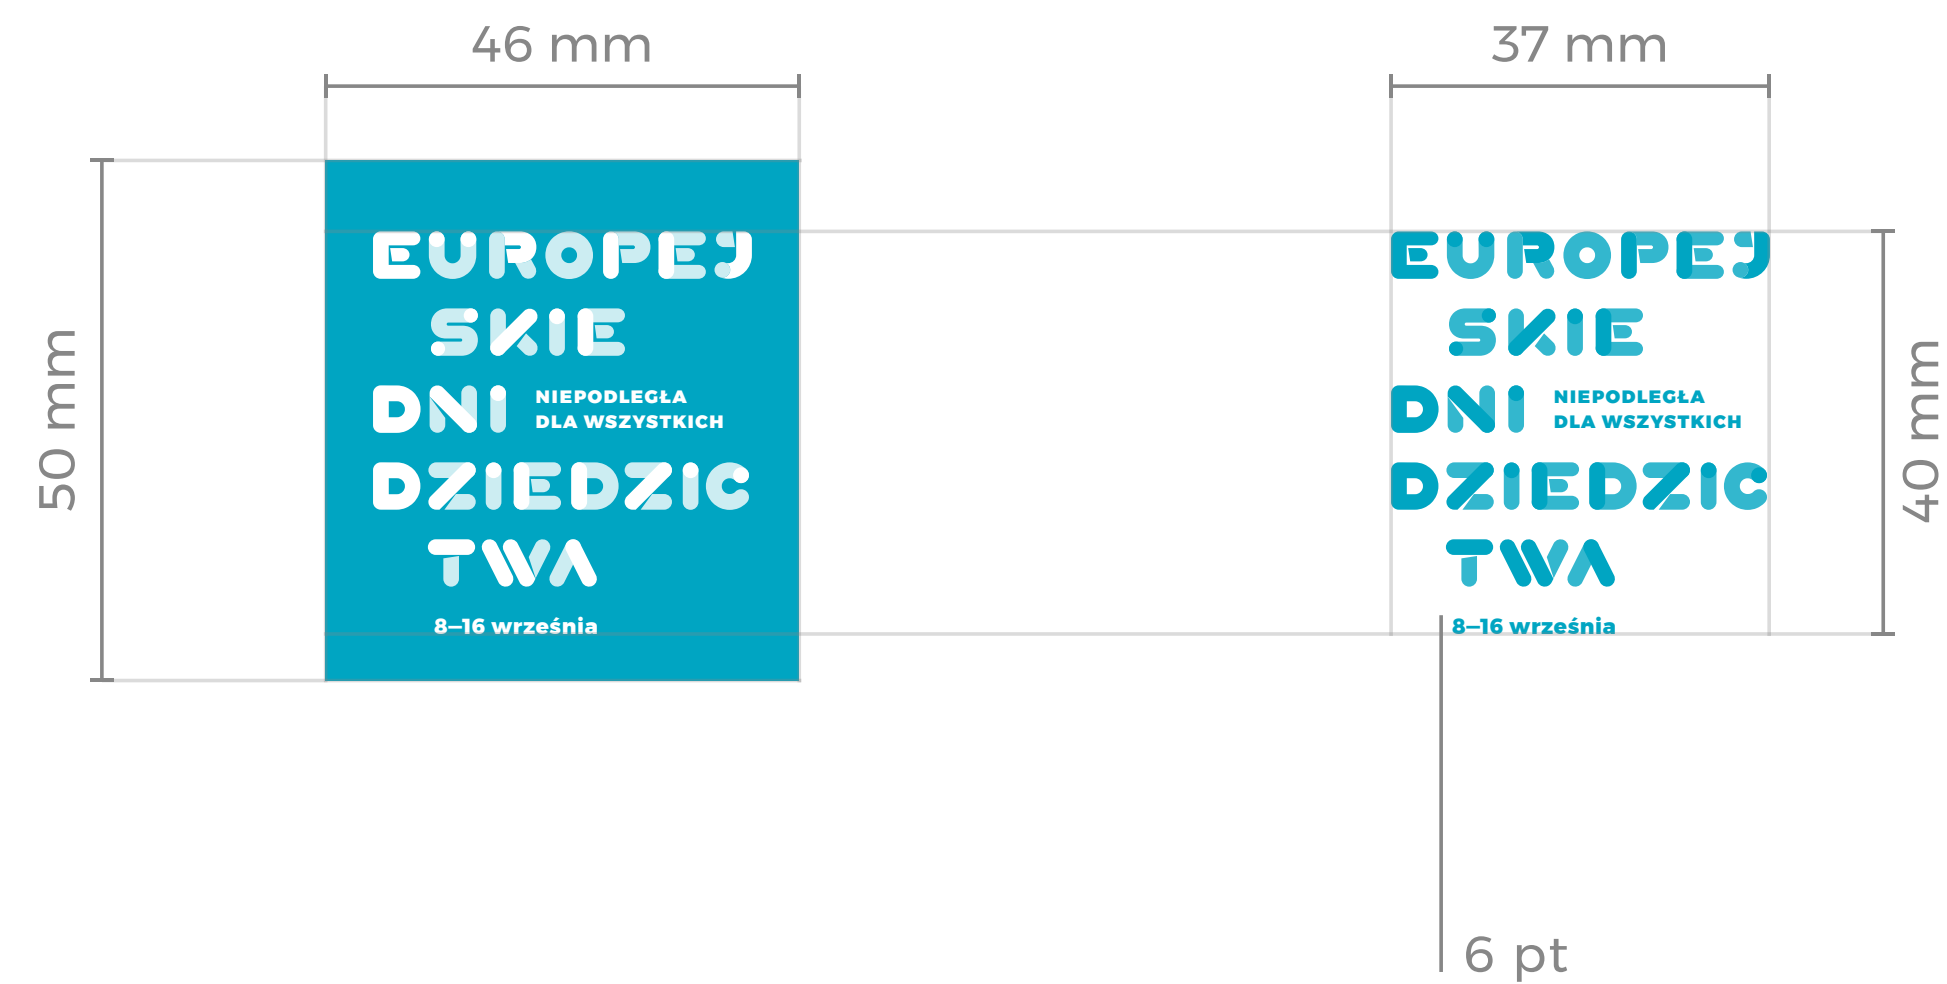 46 mm
37 mm
50 mm
EUROPEJ
SKIE
DNI
NIEPODLEGŁA
DLA WSZYSTKICH
DZIEDZIC
TWA
8–16 września
EUROPEJ
SKIE
DNI
NIEPODLEGŁA
DLA WSZYSTKICH
DZIEDZIC
TWA
8–16 września
40 mm
6 pt